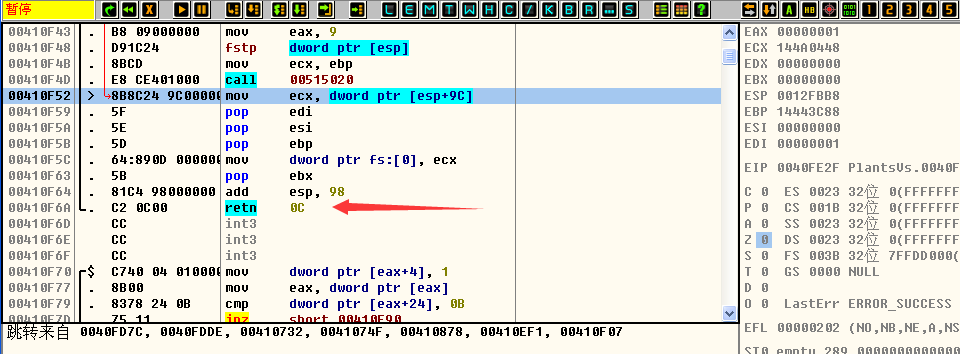 暂停 L E M T W H C / K B R ... S A H 1 2 3 4 5
00410F43 . B8 09000000 mov eax, 9
00410F48 . D91C24 fstp dword ptr [esp]
00410F4B . 8BCD mov ecx, ebp
00410F4D . E8 CE401000 call 00515020
00410F52 > 8B8C24 9C00000 mov ecx, dword ptr [esp+9C]
00410F59 . 5F pop edi
00410F5A . 5E pop esi
00410F5B . 5D pop ebp
00410F5C . 64:890D 000000 mov dword ptr fs:[0], ecx
00410F63 . 5B pop ebx
00410F64 . 81C4 98000000 add esp, 98
00410F6A . C2 0C00 retn 0C
00410F6D CC int3
00410F6E CC int3
00410F6F CC int3
00410F70 $ C740 04 010000 mov dword ptr [eax+4], 1
00410F77 . 8B00 mov eax, dword ptr [eax]
00410F79 . 8378 24 0B cmp dword ptr [eax+24], 0B
00410F7D . 75 11 jnz short 00410F90
跳转来自 0040FD7C, 0040FDDE, 00410732, 0041074F, 00410878, 00410EF1, 00410F07
EAX 00000001
ECX 144A0448
EDX 00000000
EBX 00000000
ESP 0012FBB8
EBP 14443C88
ESI 00000000
EDI 00000001
EIP 0040FE2F PlantsVs.0040F
C 0 ES 0023 32位 0(FFFFFFF
P 0 CS 001B 32位 0(FFFFFFF
A 0 SS 0023 32位 0(FFFFFFF
Z 0 DS 0023 32位 0(FFFFFFF
S 0 FS 003B 32位 7FFDD000(
T 0 GS 0000 NULL
D 0
O 0 LastErr ERROR_SUCCESS
EFL 00000202 (NO,NB,NE,A,NS
ST0 empty